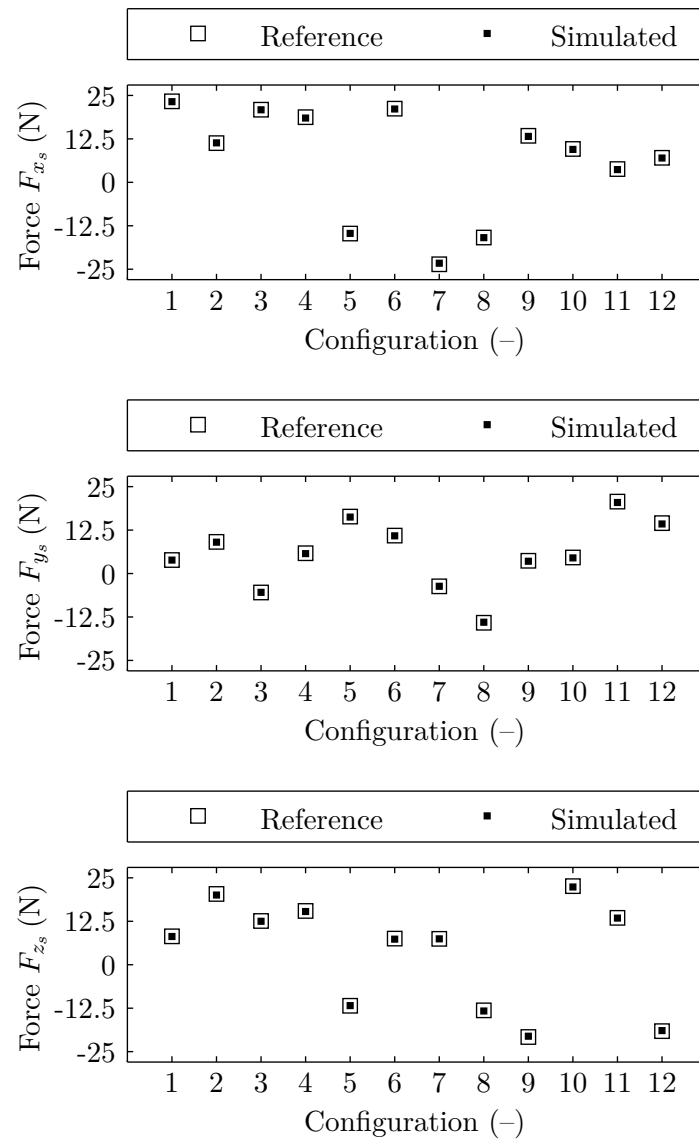 Reference Simulated
25
12.5
0
-12.5
-25
Force F_{x_s} (N)
1 2 3 4 5 6 7 8 9 10 11 12
Configuration (–)
Reference Simulated
25
12.5
0
-12.5
-25
Force F_{y_s} (N)
1 2 3 4 5 6 7 8 9 10 11 12
Configuration (–)
Reference Simulated
25
12.5
0
-12.5
-25
Force F_{z_s} (N)
1 2 3 4 5 6 7 8 9 10 11 12
Configuration (–)